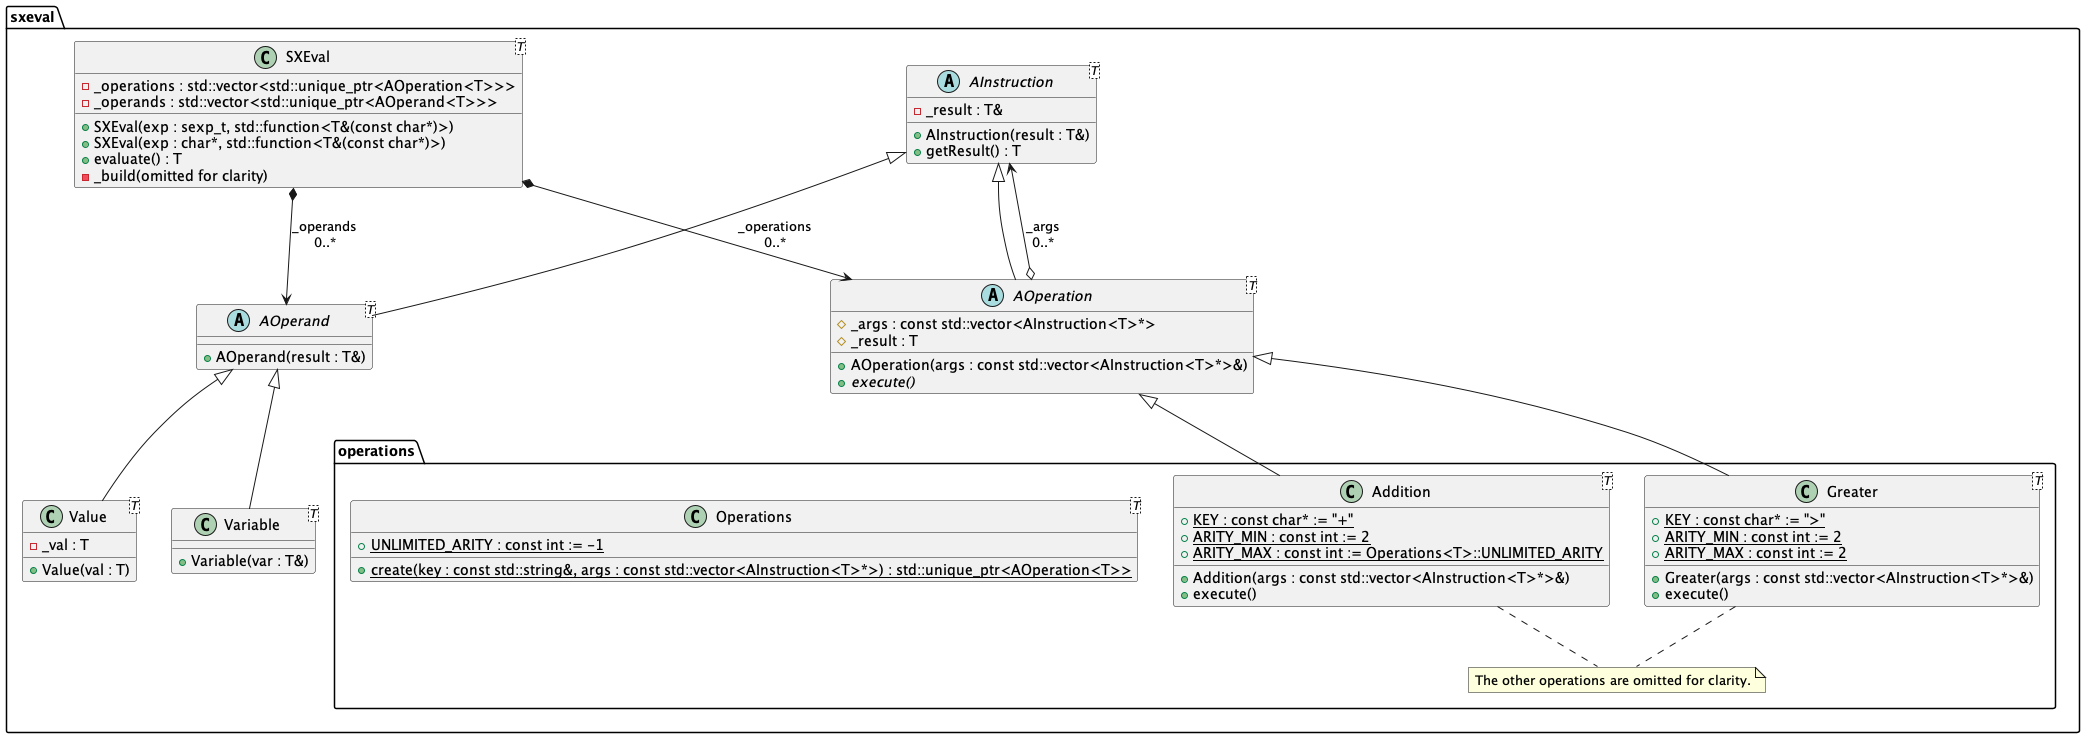 sxeval
C SXEval T
_operations : std::vector<std::unique_ptr<AOperation<T>>>
_operands : std::vector<std::unique_ptr<AOperand<T>>>
SXEval(exp : sexp_t, std::function<T&(const char*)>)
SXEval(exp : char*, std::function<T&(const char*)>)
evaluate() : T
_build(omitted for clarity)
A AInstruction T
_result : T&
AInstruction(result : T&)
getResult() : T
_operands
0..*
_operations
0..*
_args
0..*
A AOperand T
AOperand(result : T&)
A AOperation T
_args : const std::vector<AInstruction<T>*>
_result : T
AOperation(args : const std::vector<AInstruction<T>*>&)
execute()
operations
C Value T
_val : T
Value(val : T)
C Variable T
Variable(var : T&)
C Operations T
UNLIMITED_ARITY : const int := -1
create(key : const std::string&, args : const std::vector<AInstruction<T>*>) : std::unique_ptr<AOperation<T>>
C Addition T
KEY : const char* := "+"
ARITY_MIN : const int := 2
ARITY_MAX : const int := Operations<T>::UNLIMITED_ARITY
Addition(args : const std::vector<AInstruction<T>*>&)
execute()
C Greater T
KEY : const char* := ">"
ARITY_MIN : const int := 2
ARITY_MAX : const int := 2
Greater(args : const std::vector<AInstruction<T>*>&)
execute()
The other operations are omitted for clarity.